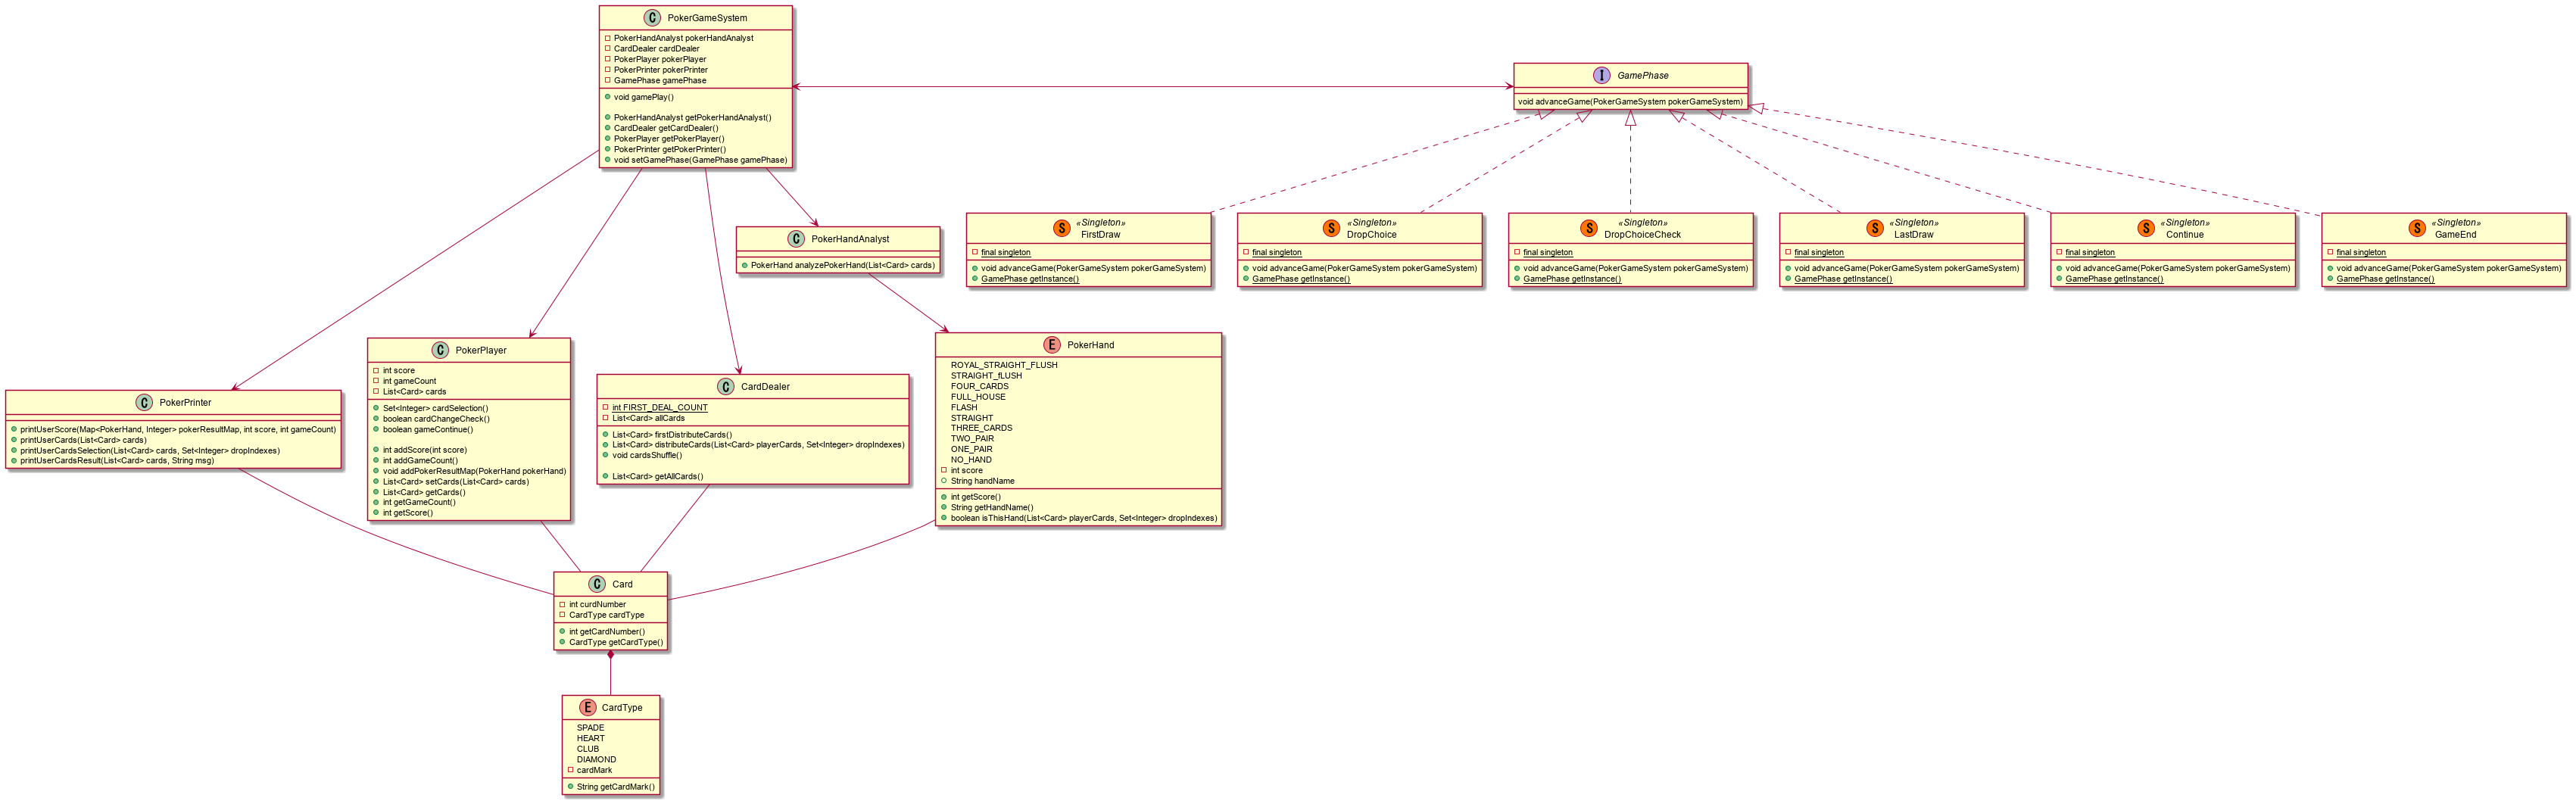 PokerGameSystem
PokerHandAnalyst pokerHandAnalyst
CardDealer cardDealer
PokerPlayer pokerPlayer
PokerPrinter pokerPrinter
GamePhase gamePhase
void gamePlay()
PokerHandAnalyst getPokerHandAnalyst()
CardDealer getCardDealer()
PokerPlayer getPokerPlayer()
PokerPrinter getPokerPrinter()
void setGamePhase(GamePhase gamePhase)
GamePhase
void advanceGame(PokerGameSystem pokerGameSystem)
PokerHandAnalyst
PokerHand analyzePokerHand(List<Card> cards)
«Singleton»
FirstDraw
final singleton
void advanceGame(PokerGameSystem pokerGameSystem)
GamePhase getInstance()
«Singleton»
DropChoice
final singleton
void advanceGame(PokerGameSystem pokerGameSystem)
GamePhase getInstance()
«Singleton»
DropChoiceCheck
final singleton
void advanceGame(PokerGameSystem pokerGameSystem)
GamePhase getInstance()
«Singleton»
LastDraw
final singleton
void advanceGame(PokerGameSystem pokerGameSystem)
GamePhase getInstance()
«Singleton»
Continue
final singleton
void advanceGame(PokerGameSystem pokerGameSystem)
GamePhase getInstance()
«Singleton»
GameEnd
final singleton
void advanceGame(PokerGameSystem pokerGameSystem)
GamePhase getInstance()
PokerPrinter
printUserScore(Map<PokerHand, Integer> pokerResultMap, int score, int gameCount)
printUserCards(List<Card> cards)
printUserCardsSelection(List<Card> cards, Set<Integer> dropIndexes)
printUserCardsResult(List<Card> cards, String msg)
PokerPlayer
int score
int gameCount
List<Card> cards
Set<Integer> cardSelection()
boolean cardChangeCheck()
boolean gameContinue()
int addScore(int score)
int addGameCount()
void addPokerResultMap(PokerHand pokerHand)
List<Card> setCards(List<Card> cards)
List<Card> getCards()
int getGameCount()
int getScore()
CardDealer
int FIRST_DEAL_COUNT
List<Card> allCards
List<Card> firstDistributeCards()
List<Card> distributeCards(List<Card> playerCards, Set<Integer> dropIndexes)
void cardsShuffle()
List<Card> getAllCards()
PokerHand
ROYAL_STRAIGHT_FLUSH
STRAIGHT_fLUSH
FOUR_CARDS
FULL_HOUSE
FLASH
STRAIGHT
THREE_CARDS
TWO_PAIR
ONE_PAIR
NO_HAND
int score
String handName
int getScore()
String getHandName()
boolean isThisHand(List<Card> playerCards, Set<Integer> dropIndexes)
Card
int curdNumber
CardType cardType
int getCardNumber()
CardType getCardType()
CardType
SPADE
HEART
CLUB
DIAMOND
cardMark
String getCardMark()